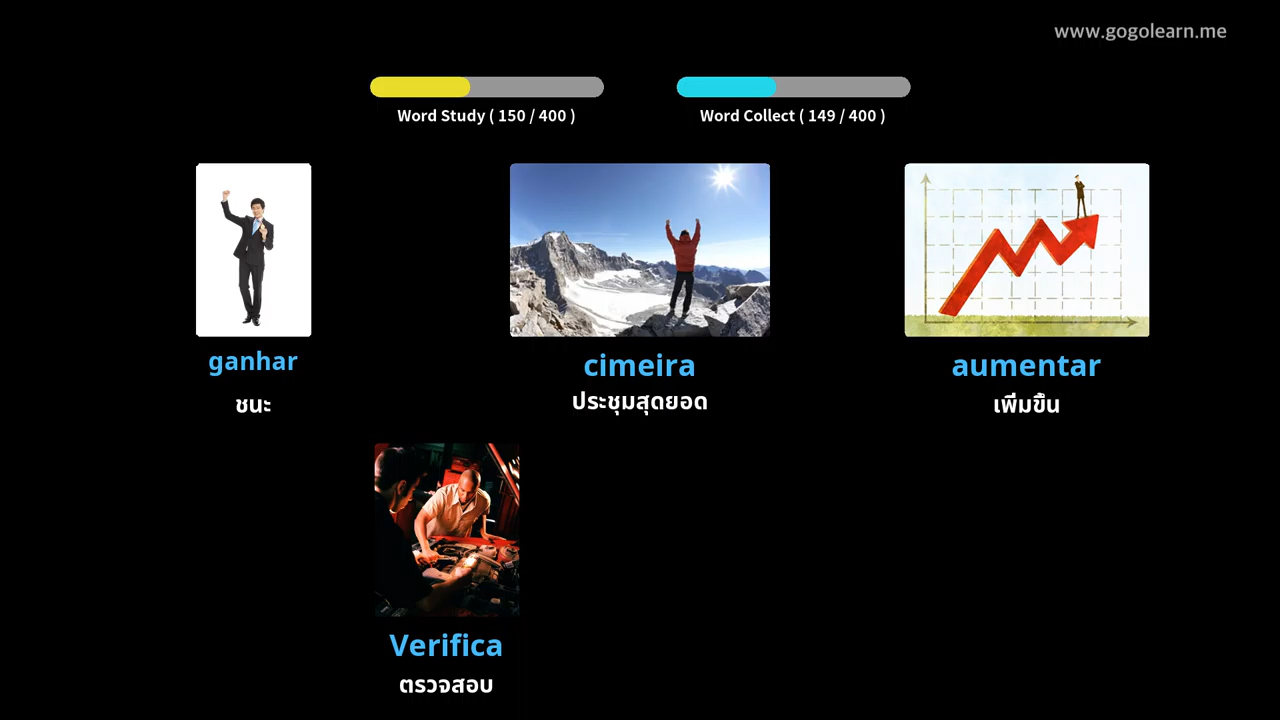 www.gogolearn.me
Word Study ( 150 / 400 )
Word Collect ( 149 / 400 )
ganhar
cimeira
aumentar
ชนะ
ประชุมสุดยอด
เพิ่มขึ้น
Verifica
ตรวจสอบ